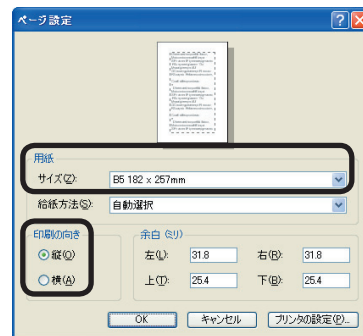 ページ設定
用紙
サイズ(Z): B5 182 x 257mm
給紙方法(S): 自動選択
印刷の向き
縦(O)
横(A)
余白 (ミリ)
左(L): 31.8 右(R): 31.8
上(T): 25.4 下(B): 25.4
OK キャンセル プリンタの設定(P)...